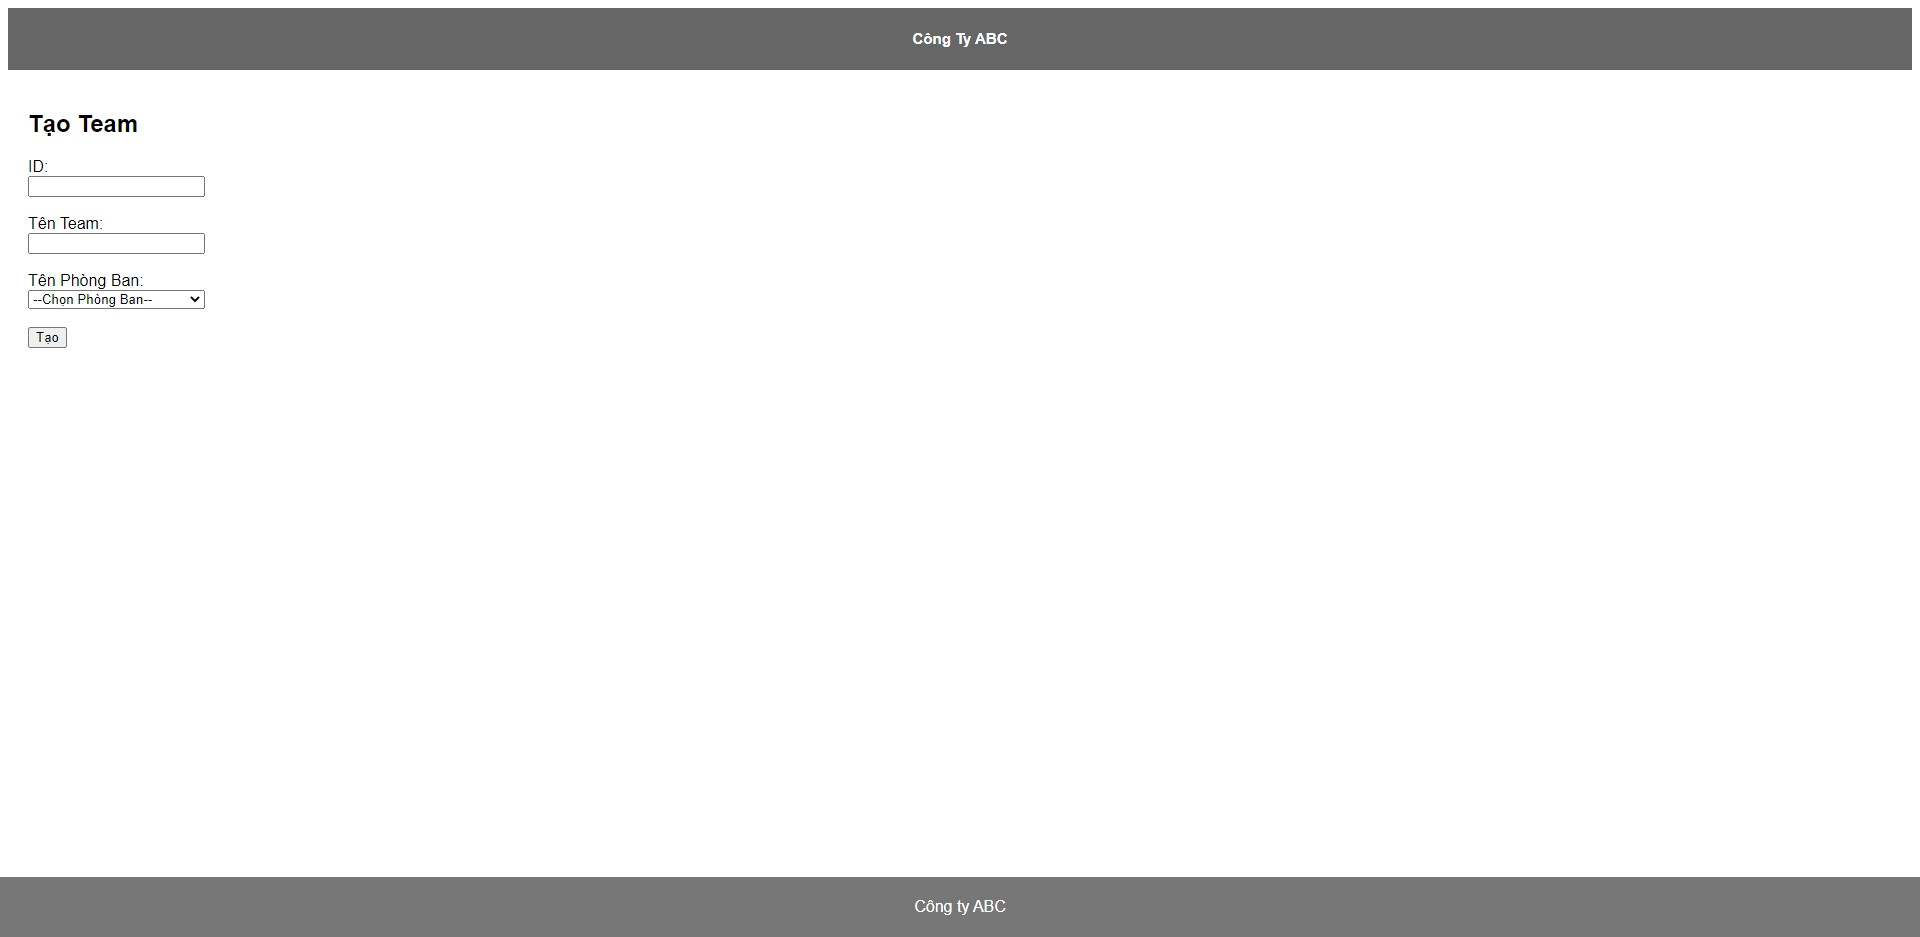 Công Ty ABC
Tạo Team
ID:
Tên Team:
Tên Phòng Ban:
--Chọn Phòng Ban--
Tạo
Công ty ABC